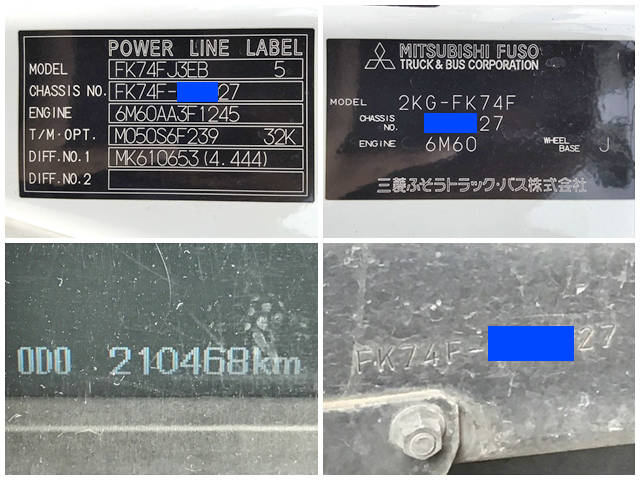 POWER LINE LABEL
MODEL FK74FJ3EB 5
CHASSIS NO. FK74F- 27
ENGINE 6M60AA3F1245
T/M·OPT. M050S6F239 32K
DIFF.NO.1 MK610653(4.444)
DIFF.NO.2
MITSUBISHI FUSO
TRUCK & BUS CORPORATION
MODEL 2KG-FK74F
CHASSIS NO. 27
ENGINE 6M60 WHEEL BASE J
三菱ふそうトラック・バス株式会社
ODO 210468km
FK74F- 27